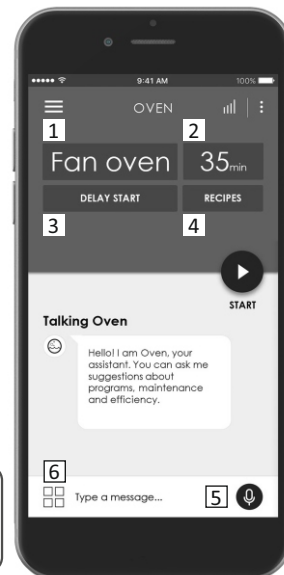 9:41 AM 100%
OVEN
1 2
Fan oven 35min
DELAY START RECIPES
3 4
START
Talking Oven
Hello! I am Oven, your
assistant. You can ask me
suggestions about
programs, maintenance
and efficiency.
6
Type a message... 5